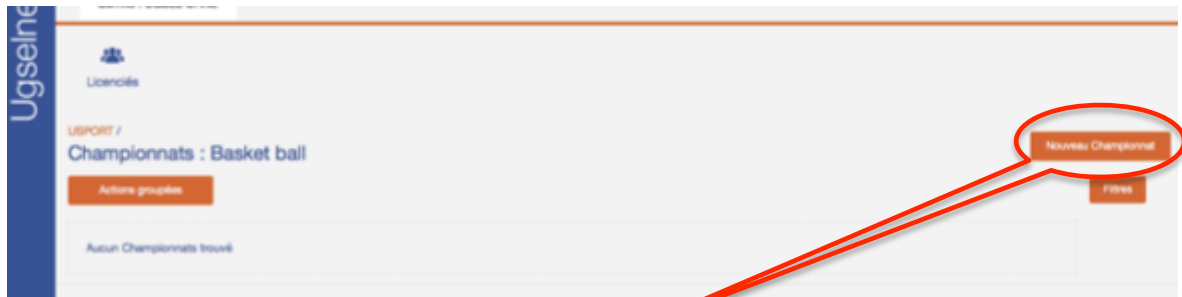 Ugselne
Licenciés
USPORT /
Championnats : Basket ball
Nouveau Championnat
Actions groupées
Filtres
Aucun Championnats trouvé